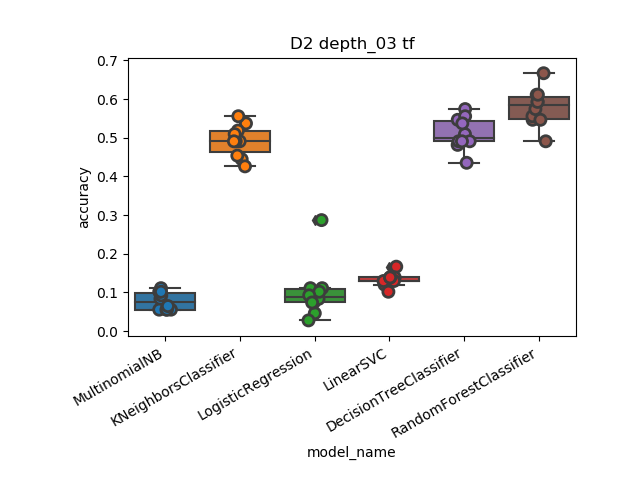 D2 depth_03 tf
accuracy
0.7
0.6
0.5
0.4
0.3
0.2
0.1
0.0
MultinomialNB
KNeighborsClassifier
LogisticRegression
LinearSVC
DecisionTreeClassifier
RandomForestClassifier
model_name